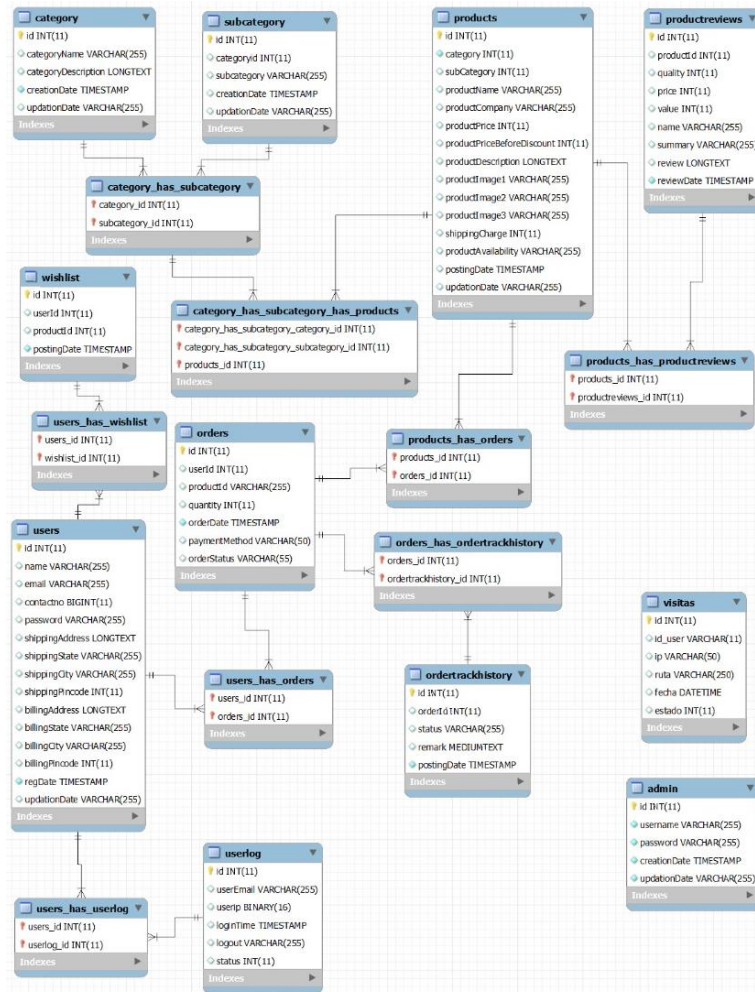 category
id INT(11)
categoryName VARCHAR(255)
categoryDescription LONGTEXT
creationDate TIMESTAMP
updationDate VARCHAR(255)
Indexes
subcategory
id INT(11)
categoryid INT(11)
subcategory VARCHAR(255)
creationDate TIMESTAMP
updationDate VARCHAR(255)
Indexes
products
id INT(11)
category INT(11)
subCategory INT(11)
productName VARCHAR(255)
productCompany VARCHAR(255)
productPrice INT(11)
productPriceBeforeDiscount INT(11)
productDescription LONGTEXT
productImage1 VARCHAR(255)
productImage2 VARCHAR(255)
productImage3 VARCHAR(255)
shippingCharge INT(11)
productAvailability VARCHAR(255)
postingDate TIMESTAMP
updationDate VARCHAR(255)
Indexes
productreviews
id INT(11)
productId INT(11)
quality INT(11)
price INT(11)
value INT(11)
name VARCHAR(255)
summary VARCHAR(255)
review LONGTEXT
reviewDate TIMESTAMP
Indexes
category_has_subcategory
category_id INT(11)
subcategory_id INT(11)
Indexes
wishlist
id INT(11)
userId INT(11)
productId INT(11)
postingDate TIMESTAMP
Indexes
category_has_subcategory_has_products
category_has_subcategory_category_id INT(11)
category_has_subcategory_subcategory_id INT(11)
products_id INT(11)
Indexes
products_has_productreviews
products_id INT(11)
productreviews_id INT(11)
Indexes
users_has_wishlist
users_id INT(11)
wishlist_id INT(11)
Indexes
orders
id INT(11)
userId INT(11)
productId VARCHAR(255)
quantity INT(11)
orderDate TIMESTAMP
paymentMethod VARCHAR(50)
orderStatus VARCHAR(55)
Indexes
products_has_orders
products_id INT(11)
orders_id INT(11)
Indexes
users
id INT(11)
name VARCHAR(255)
email VARCHAR(255)
contactno BIGINT(11)
password VARCHAR(255)
shippingAddress LONGTEXT
shippingState VARCHAR(255)
shippingCity VARCHAR(255)
shippingPincode INT(11)
billingAddress LONGTEXT
billingState VARCHAR(255)
billingCity VARCHAR(255)
billingPincode INT(11)
regDate TIMESTAMP
updationDate VARCHAR(255)
Indexes
orders_has_ordertrackhistory
orders_id INT(11)
ordertrackhistory_id INT(11)
Indexes
visitas
id INT(11)
id_user VARCHAR(11)
ip VARCHAR(50)
ruta VARCHAR(250)
fecha DATETIME
estado INT(11)
Indexes
users_has_orders
users_id INT(11)
orders_id INT(11)
Indexes
ordertrackhistory
id INT(11)
orderId INT(11)
status VARCHAR(255)
remark MEDIUMTEXT
postingDate TIMESTAMP
Indexes
admin
id INT(11)
username VARCHAR(255)
password VARCHAR(255)
creationDate TIMESTAMP
updationDate VARCHAR(255)
Indexes
userlog
id INT(11)
userEmail VARCHAR(255)
userip BINARY(16)
loginTime TIMESTAMP
logout VARCHAR(255)
status INT(11)
Indexes
users_has_userlog
users_id INT(11)
userlog_id INT(11)
Indexes